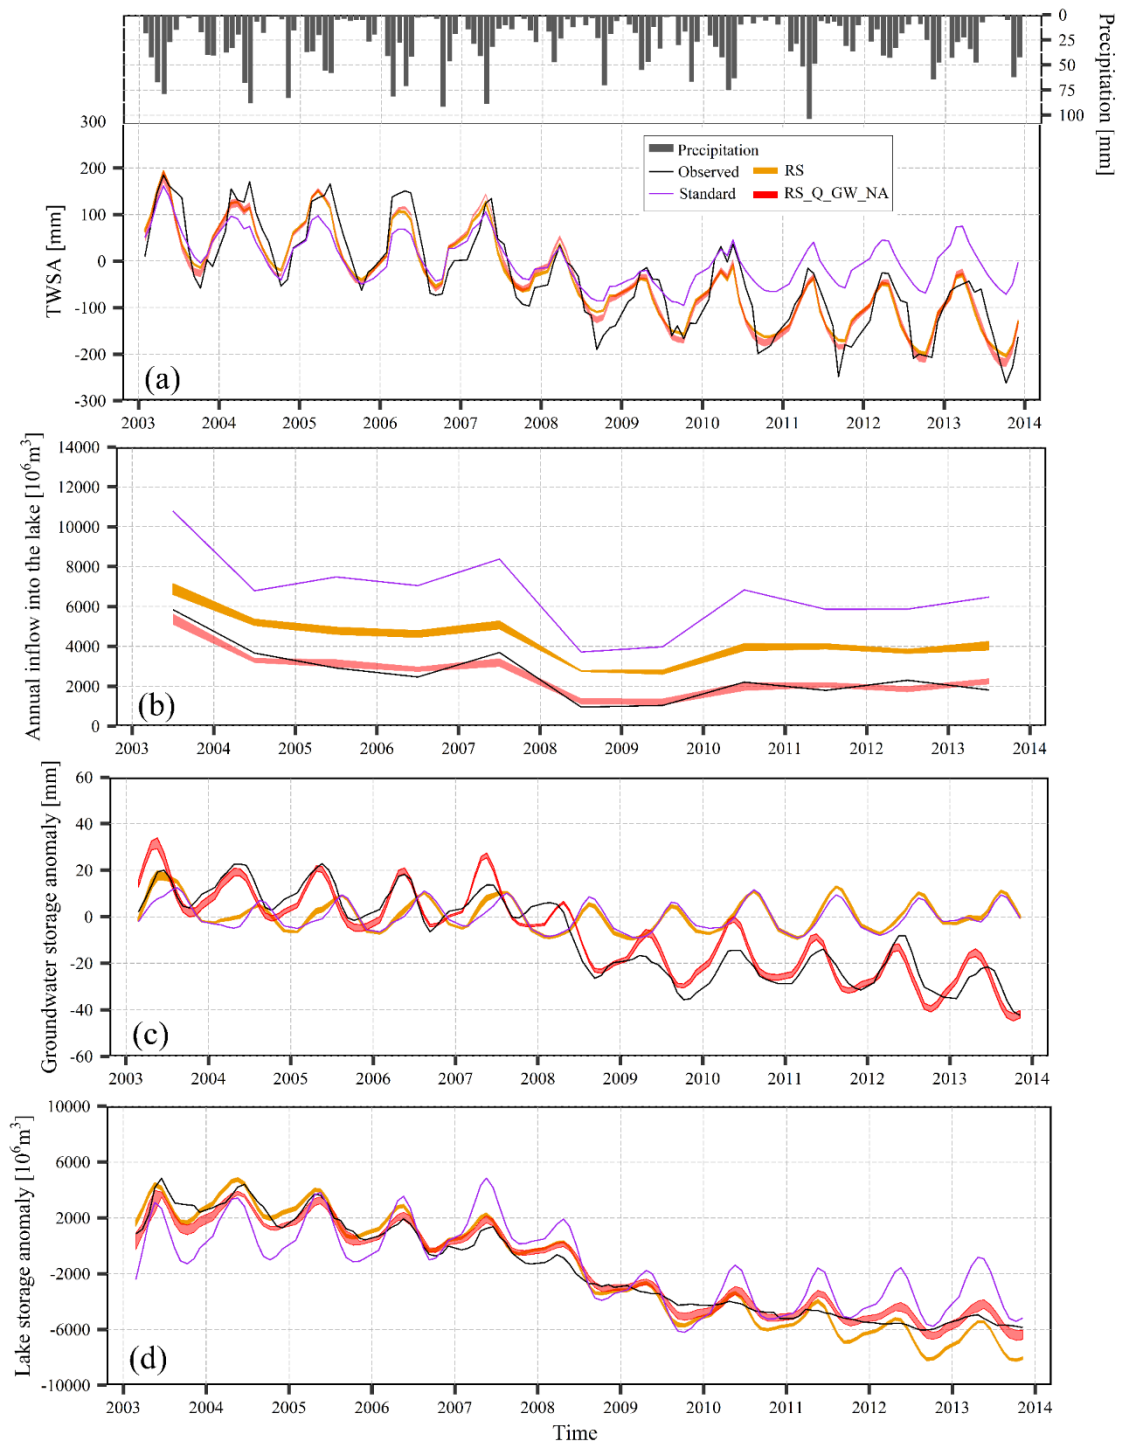 0
25
50
75
100
Precipitation [mm]
300
200
100
0
-100
-200
-300
TWSA [mm]
Precipitation
Observed
RS
Standard
RS_Q_GW_NA
(a)
2003 2004 2005 2006 2007 2008 2009 2010 2011 2012 2013 2014
14000
12000
10000
8000
6000
4000
2000
0
Annual inflow into the lake [10⁶m³]
(b)
2003 2004 2005 2006 2007 2008 2009 2010 2011 2012 2013 2014
60
40
20
0
-20
-40
-60
Groundwater storage anomaly [mm]
(c)
2003 2004 2005 2006 2007 2008 2009 2010 2011 2012 2013 2014
10000
6000
2000
-2000
-6000
-10000
Lake storage anomaly [10⁶m³]
(d)
2003 2004 2005 2006 2007 2008 2009 2010 2011 2012 2013 2014
Time